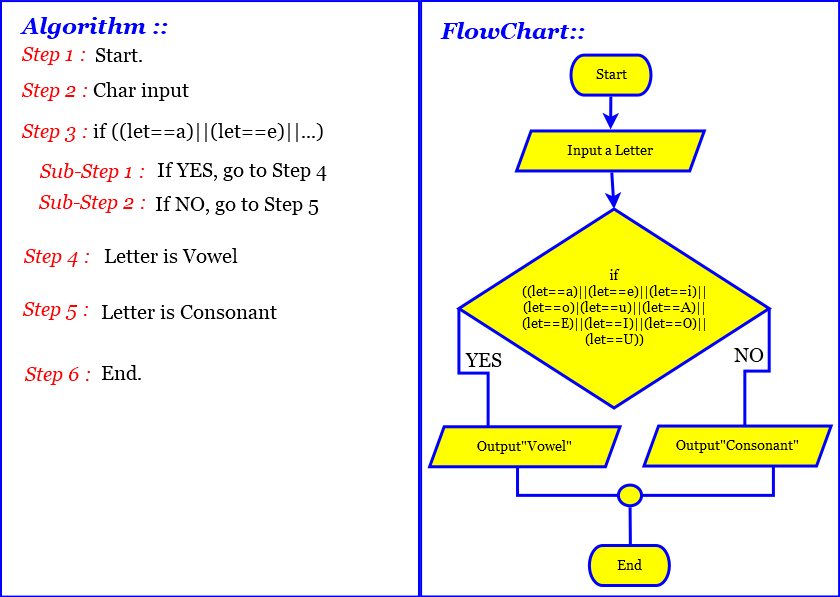 Algorithm ::
Step 1 : Start.
Step 2 : Char input
Step 3 : if ((let==a)||(let==e)||...)
Sub-Step 1 : If YES, go to Step 4
Sub-Step 2 : If NO, go to Step 5
Step 4 : Letter is Vowel
Step 5 : Letter is Consonant
Step 6 : End.
FlowChart::
Start
Input a Letter
if
((let==a)||(let==e)||(let==i)||
(let==o)|(let==u)||(let==A)||
(let==E)||(let==I)||(let==O)||
(let==U))
YES
NO
Output"Vowel"
Output"Consonant"
End